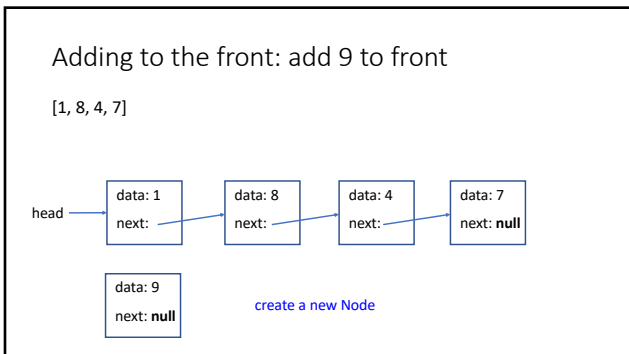 Adding to the front: add 9 to front
[1, 8, 4, 7]
head
data: 1
next:
data: 8
next:
data: 4
next:
data: 7
next: null
data: 9
next: null
create a new Node